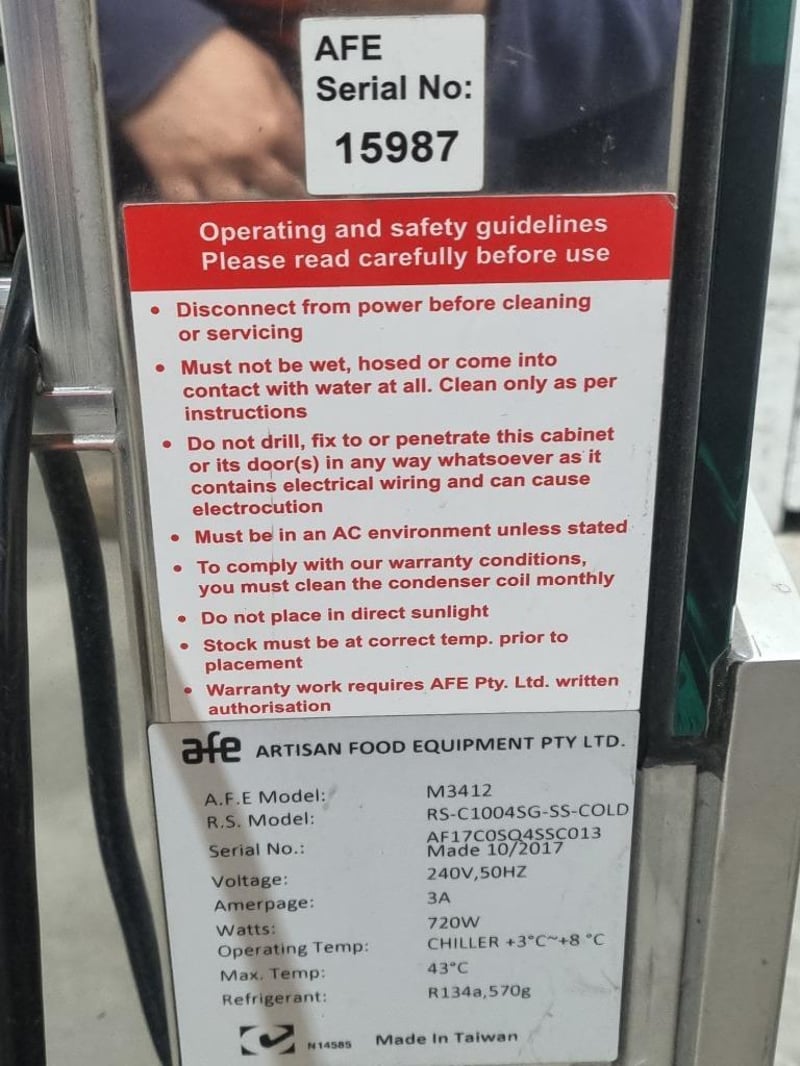 AFE
Serial No:
15987
Operating and safety guidelines
Please read carefully before use
• Disconnect from power before cleaning
or servicing
• Must not be wet, hosed or come into
contact with water at all. Clean only as per
instructions
• Do not drill, fix to or penetrate this cabinet
or its door(s) in any way whatsoever as it
contains electrical wiring and can cause
electrocution
• Must be in an AC environment unless stated
• To comply with our warranty conditions,
you must clean the condenser coil monthly
• Do not place in direct sunlight
• Stock must be at correct temp. prior to
placement
• Warranty work requires AFE Pty. Ltd. written
authorisation
afe ARTISAN FOOD EQUIPMENT PTY LTD.
A.F.E Model: M3412
R.S. Model: RS-C1004SG-SS-COLD
Serial No.: AF17C0SQ4SSC013
Made 10/2017
Voltage: 240V,50HZ
Amerpage: 3A
Watts: 720W
Operating Temp: CHILLER +3°C~+8 °C
Max. Temp: 43°C
Refrigerant: R134a,570g
N14585 Made In Taiwan